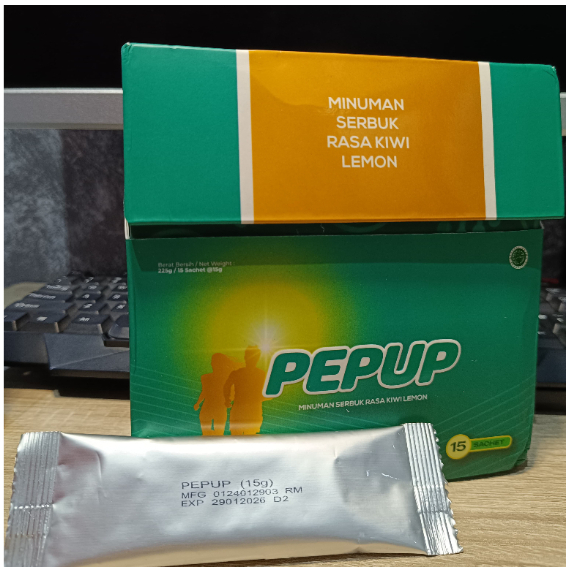 MINUMAN
SERBUK
RASA KIWI
LEMON
Berat Bersih / Net Weight
225g / 15 Sachet @15g
PEPUP
MINUMAN SERBUK RASA KIWI LEMON
15 SACHET
PEPUP (15g)
MFG 0124012903 RM
EXP 29012026 D2